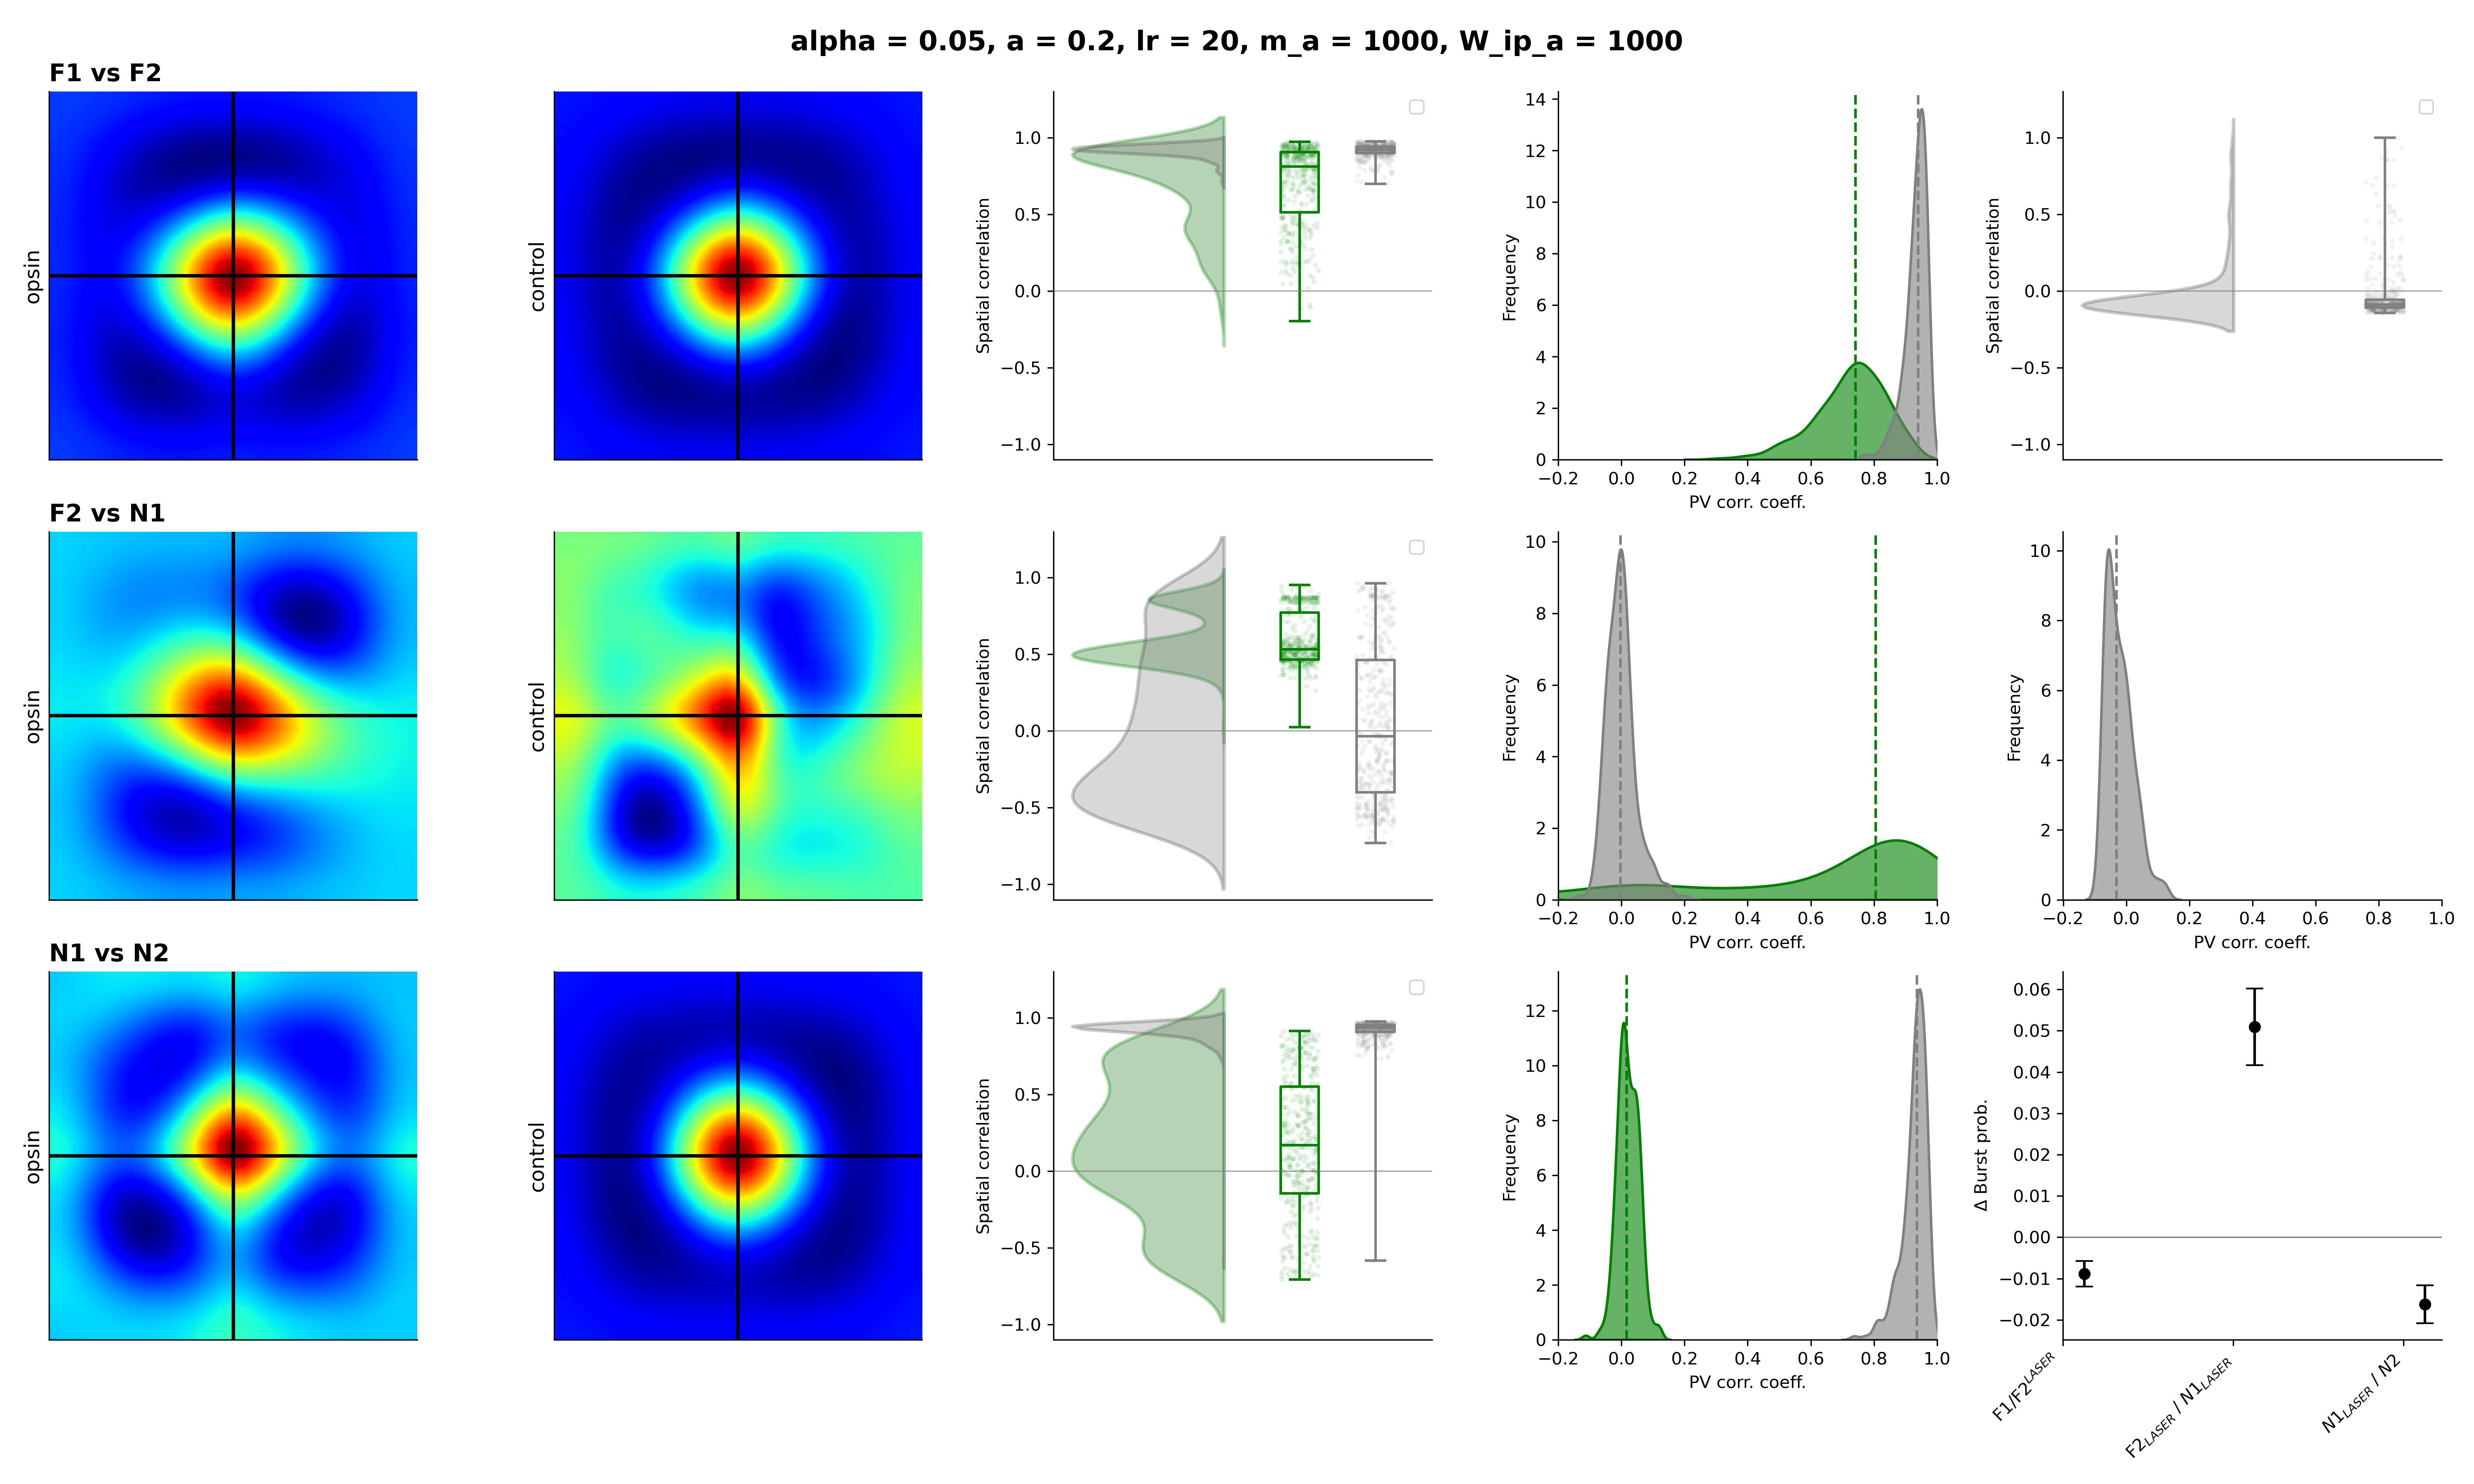 alpha = 0.05, a = 0.2, lr = 20, m_a = 1000, W_ip_a = 1000
F1 vs F2
opsin
control
Spatial correlation
1.0
0.5
0.0
−0.5
−1.0
Frequency
14
12
10
8
6
4
2
0
−0.2 0.0 0.2 0.4 0.6 0.8 1.0
PV corr. coeff.
Spatial correlation
1.0
0.5
0.0
−0.5
−1.0
F2 vs N1
opsin
control
Spatial correlation
1.0
0.5
0.0
−0.5
−1.0
Frequency
10
8
6
4
2
0
−0.2 0.0 0.2 0.4 0.6 0.8 1.0
PV corr. coeff.
Frequency
10
8
6
4
2
0
−0.2 0.0 0.2 0.4 0.6 0.8 1.0
PV corr. coeff.
N1 vs N2
opsin
control
Spatial correlation
1.0
0.5
0.0
−0.5
−1.0
Frequency
12
10
8
6
4
2
0
−0.2 0.0 0.2 0.4 0.6 0.8 1.0
PV corr. coeff.
Δ Burst prob.
0.06
0.05
0.04
0.03
0.02
0.01
0.00
−0.01
−0.02
F1/F2^LASER
F2_LASER / N1_LASER
N1_LASER / N2